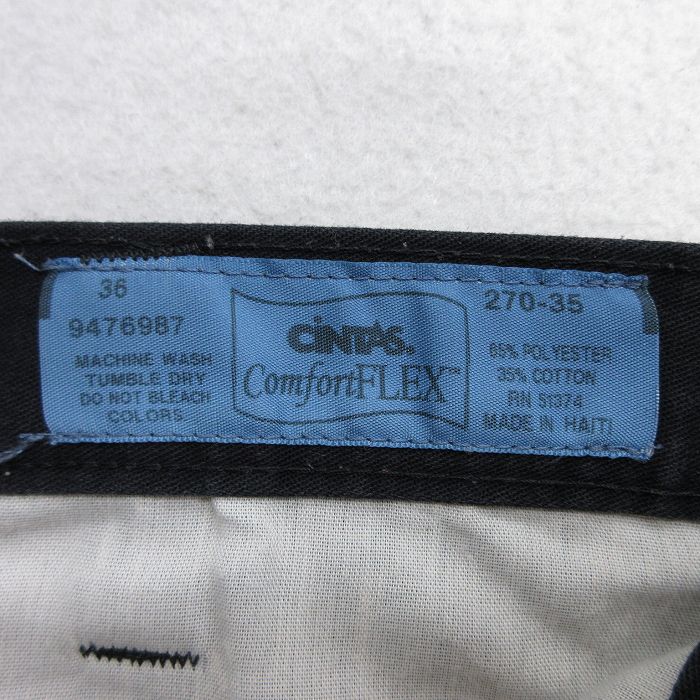 36
9476987
MACHINE WASH
TUMBLE DRY
DO NOT BLEACH
COLORS
CINTAS.
ComfortFLEX™
270-35
65% POLYESTER
35% COTTON
RN 51374
MADE IN HAITI